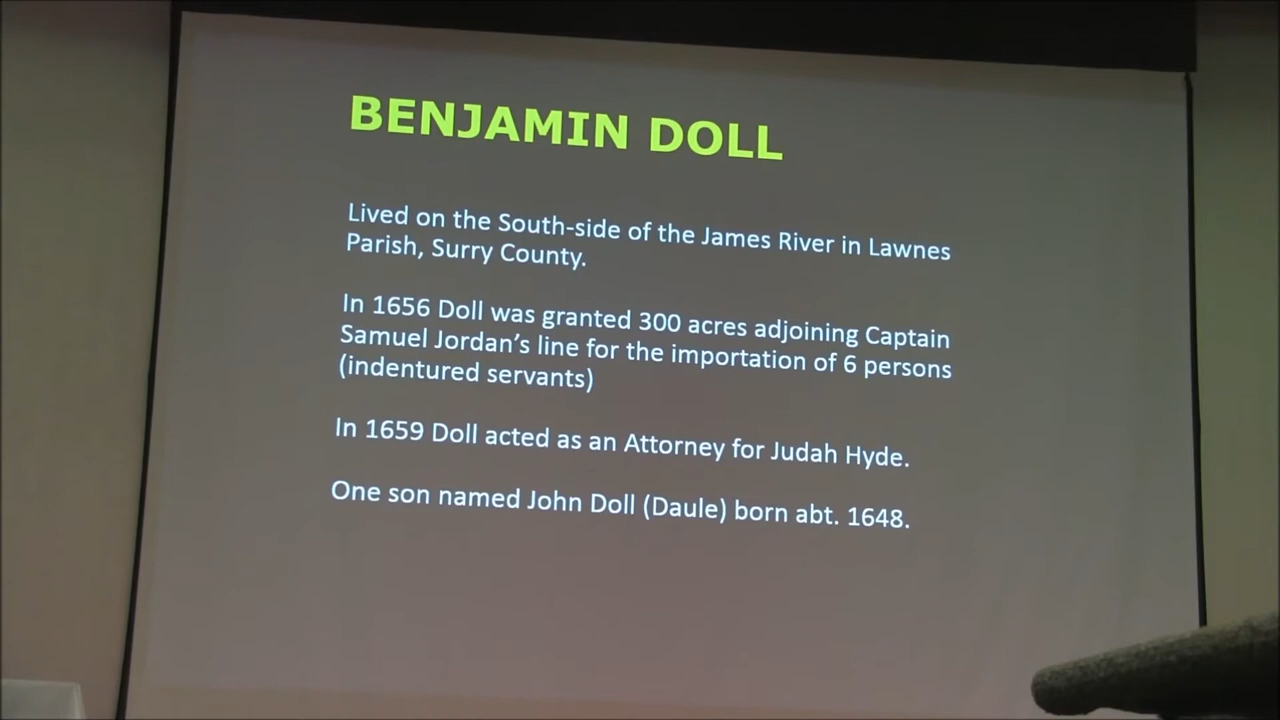 BENJAMIN DOLL
Lived on the South-side of the James River in Lawnes
Parish, Surry County.
In 1656 Doll was granted 300 acres adjoining Captain
Samuel Jordan's line for the importation of 6 persons
(indentured servants)
In 1659 Doll acted as an Attorney for Judah Hyde.
One son named John Doll (Daule) born abt. 1648.